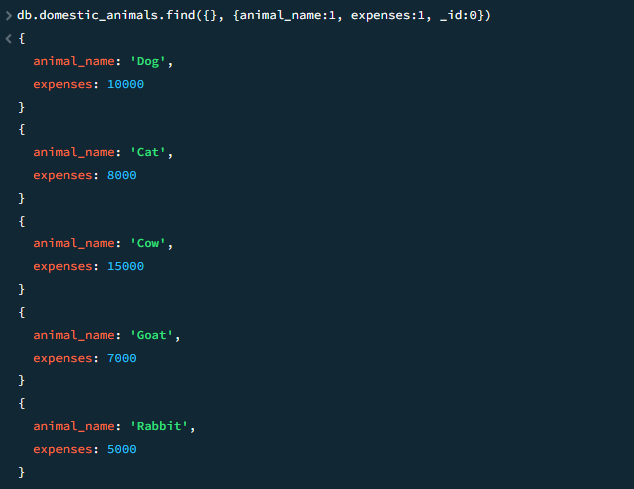 > db.domestic_animals.find({}, {animal_name:1, expenses:1, _id:0})
< {
animal_name: 'Dog',
expenses: 10000
}
{
animal_name: 'Cat',
expenses: 8000
}
{
animal_name: 'Cow',
expenses: 15000
}
{
animal_name: 'Goat',
expenses: 7000
}
{
animal_name: 'Rabbit',
expenses: 5000
}